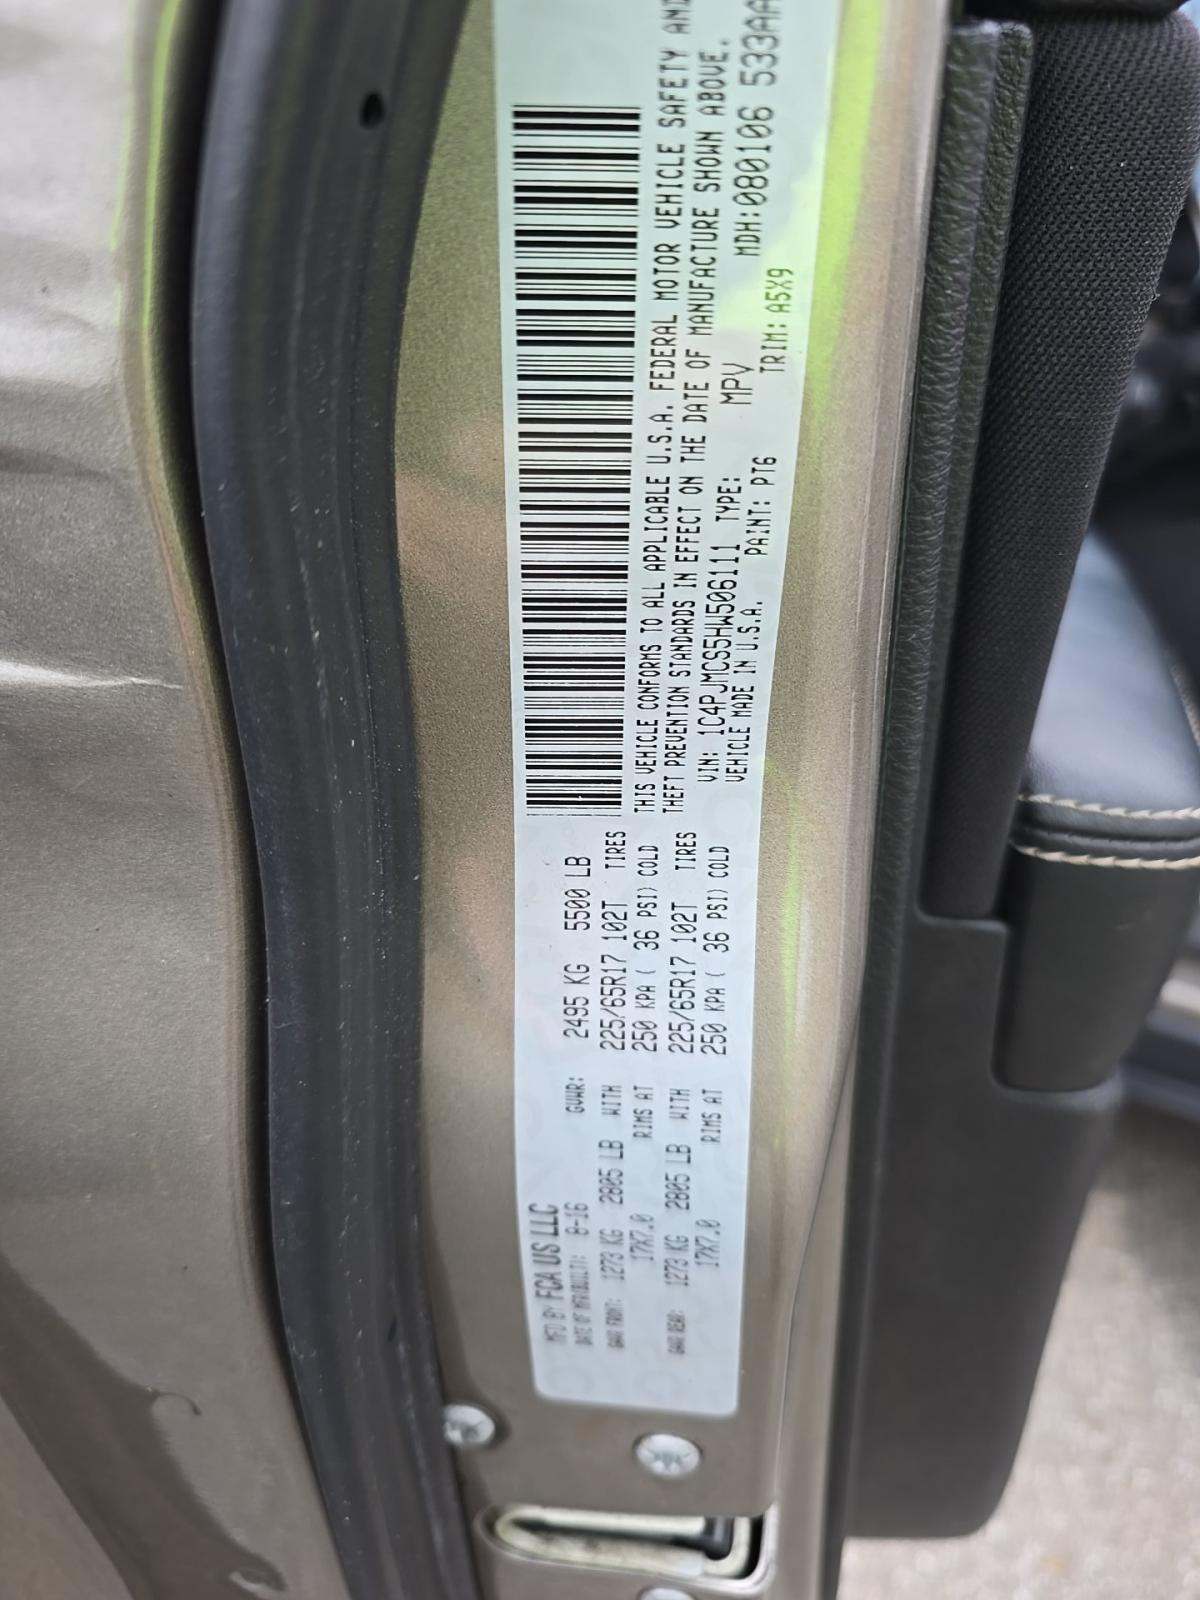 MFD BY FCA US LLC
DATE OF MFR(BUILT): 8-16 GVWR: 2495 KG 5500 LB
GAWR FRONT: 1273 KG 2805 LB WITH 225/65R17 102T TIRES
17X7.0 RIMS AT 250 KPA ( 36 PSI) COLD
GAWR REAR: 1273 KG 2805 LB WITH 225/65R17 102T TIRES
17X7.0 RIMS AT 250 KPA ( 36 PSI) COLD
THIS VEHICLE CONFORMS TO ALL APPLICABLE U.S.A. FEDERAL MOTOR VEHICLE SAFETY AND
THEFT PREVENTION STANDARDS IN EFFECT ON THE DATE OF MANUFACTURE SHOWN ABOVE.
VIN: 1C4PJMCS5HW506111 TYPE: MPV MDH:080106 533AA
VEHICLE MADE IN U.S.A. PAINT: PT6 TRIM: A5X9